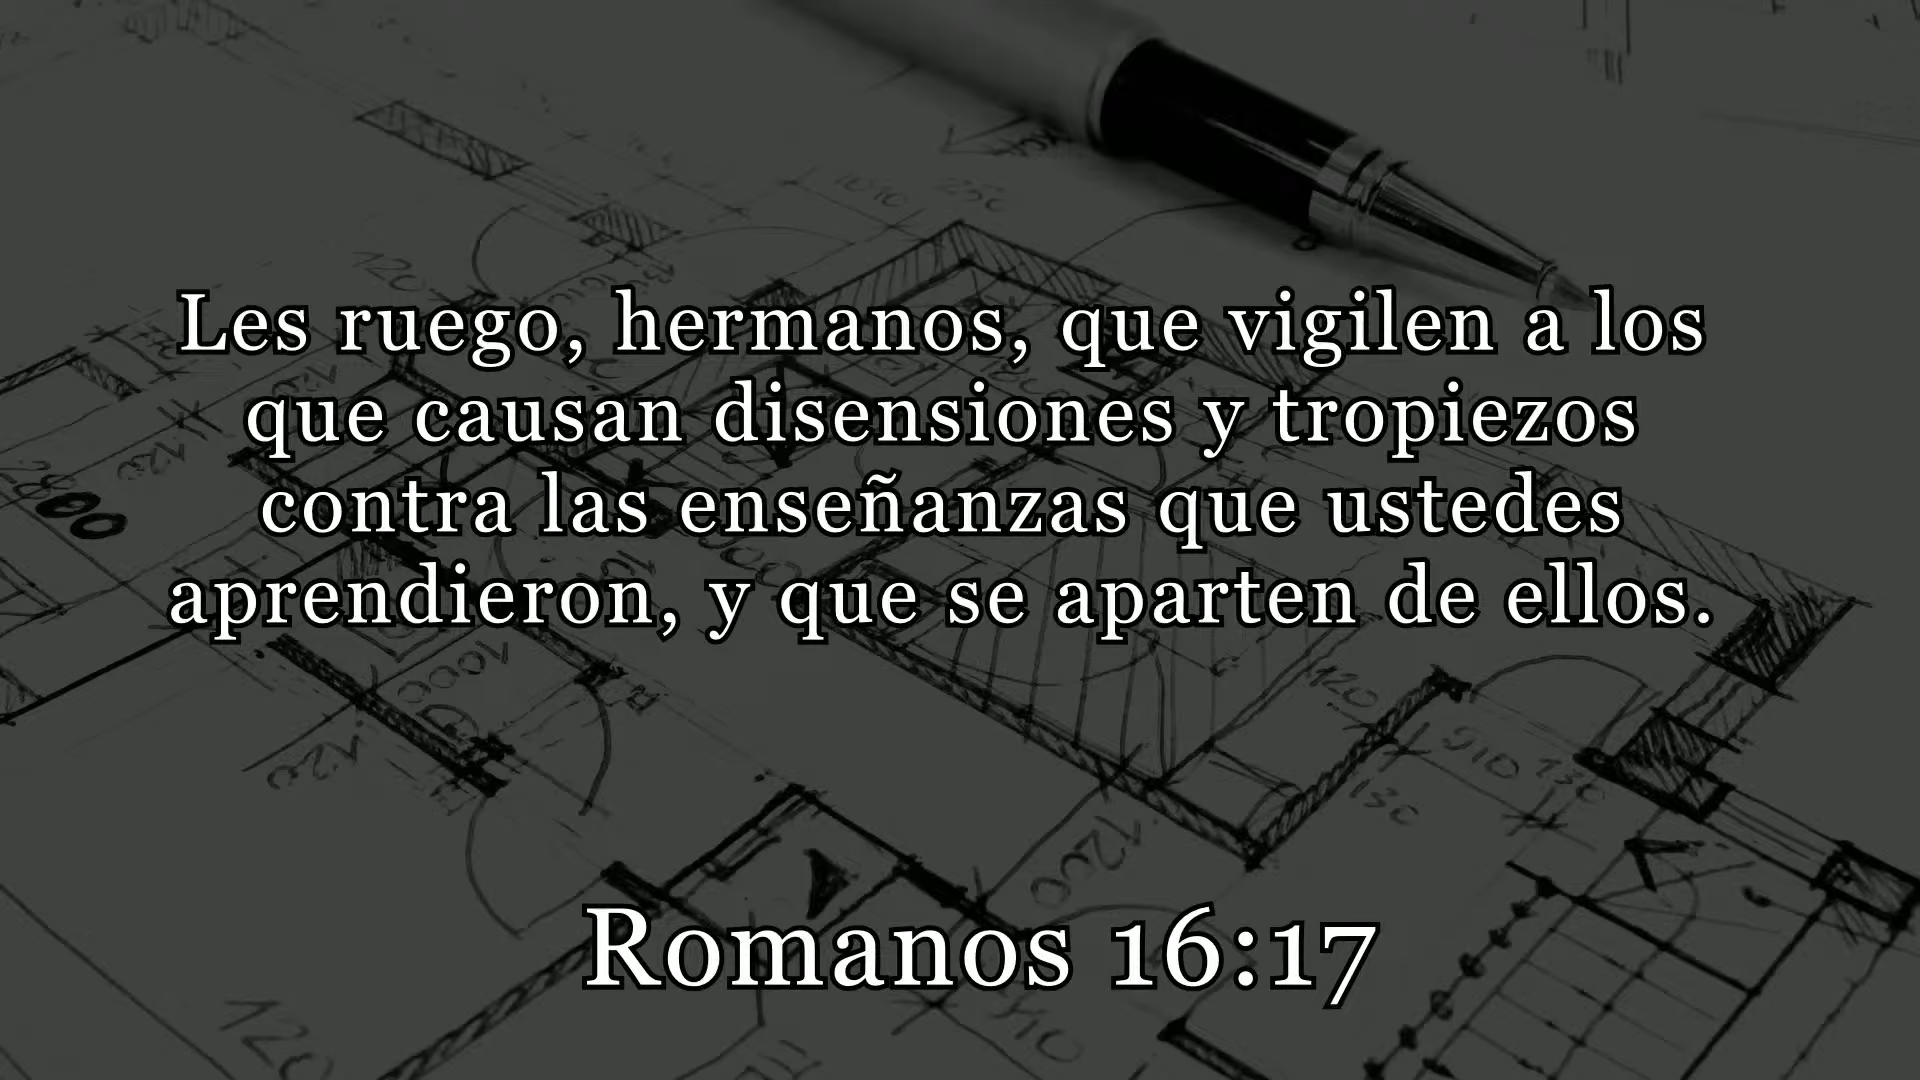 Les ruego, hermanos, que vigilen a los
que causan disensiones y tropiezos
contra las enseñanzas que ustedes
aprendieron, y que se aparten de ellos.
Romanos 16:17